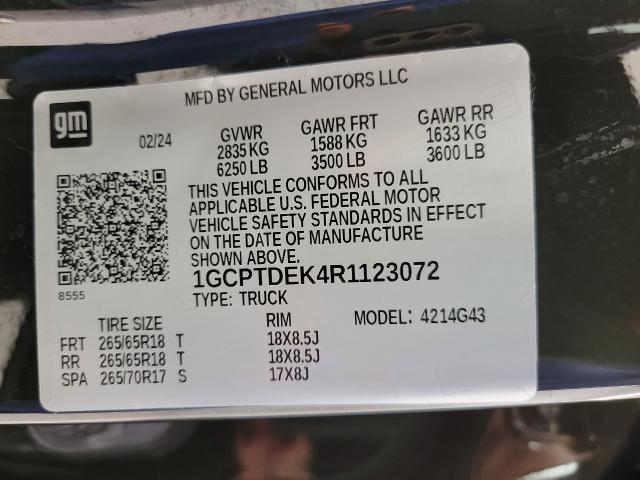 MFD BY GENERAL MOTORS LLC
gm
02/24
GVWR GAWR FRT GAWR RR
2835 KG 1588 KG 1633 KG
6250 LB 3500 LB 3600 LB
THIS VEHICLE CONFORMS TO ALL
APPLICABLE U.S. FEDERAL MOTOR
VEHICLE SAFETY STANDARDS IN EFFECT
ON THE DATE OF MANUFACTURE
SHOWN ABOVE.
8555
1GCPTDEK4R1123072
TYPE: TRUCK
TIRE SIZE RIM MODEL: 4214G43
FRT 265/65R18 T 18X8.5J
RR 265/65R18 T 18X8.5J
SPA 265/70R17 S 17X8J